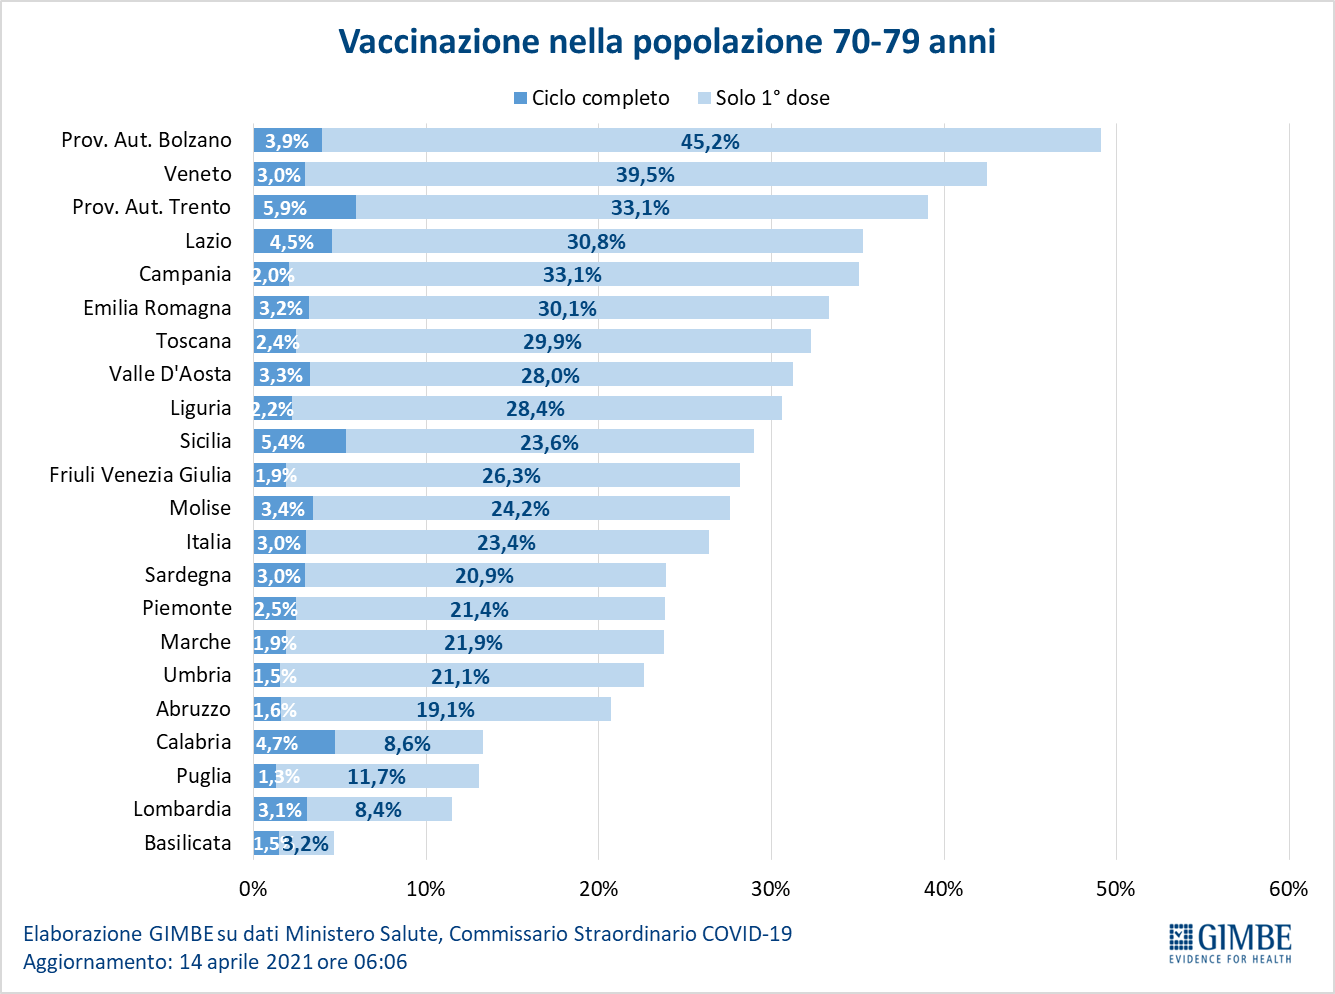 Vaccinazione nella popolazione 70-79 anni
Ciclo completo Solo 1° dose
Prov. Aut. Bolzano 3,9% 45,2%
Veneto 3,0% 39,5%
Prov. Aut. Trento 5,9% 33,1%
Lazio 4,5% 30,8%
Campania 2,0% 33,1%
Emilia Romagna 3,2% 30,1%
Toscana 2,4% 29,9%
Valle D'Aosta 3,3% 28,0%
Liguria 2,2% 28,4%
Sicilia 5,4% 23,6%
Friuli Venezia Giulia 1,9% 26,3%
Molise 3,4% 24,2%
Italia 3,0% 23,4%
Sardegna 3,0% 20,9%
Piemonte 2,5% 21,4%
Marche 1,9% 21,9%
Umbria 1,5% 21,1%
Abruzzo 1,6% 19,1%
Calabria 4,7% 8,6%
Puglia 1,3% 11,7%
Lombardia 3,1% 8,4%
Basilicata 1,5% 3,2%
0% 10% 20% 30% 40% 50% 60%
Elaborazione GIMBE su dati Ministero Salute, Commissario Straordinario COVID-19
Aggiornamento: 14 aprile 2021 ore 06:06
GIMBE
EVIDENCE FOR HEALTH